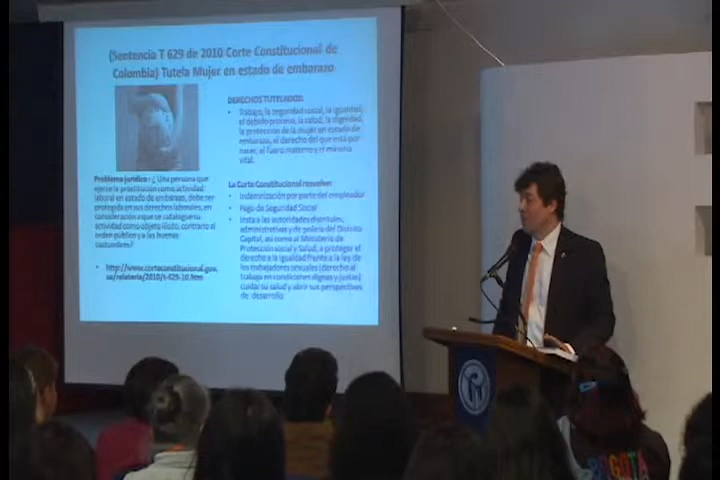 (Sentencia T 629 de 2010 Corte Constitucional de
Colombia) Tutela Mujer en estado de embarazo
DERECHOS TUTELADOS:
• Trabajo, la seguridad social, la igualdad,
el debido proceso, la salud, la dignidad,
la protección de la mujer en estado de
embarazo, el derecho del que está por
nacer, el fuero materno y el mínimo
vital.
Problema jurídico : ¿ Una persona que
ejerce la prostitución como actividad
laboral en estado de embarazo, debe ser
protegida en sus derechos laborales, en
consideración a que se catalogue su
actividad como objeto ilícito, contrario al
orden público y a las buenas
costumbres?
• http://www.corteconstitucional.gov.
co/relatoria/2010/t-629-10.htm
La Corte Constitucional resuelve:
• Indemnización por parte del empleador
• Pago de Seguridad Social
• Insta a las autoridades distritales,
administrativas y de policía del Distrito
Capital, así como al Ministerio de
Protección social y Salud, a proteger el
derecho a la igualdad frente a la ley de
los trabajadores sexuales (derecho al
trabajo en condiciones dignas y justas)
cuidar su salud y abrir sus perspectivas
de desarrollo
BOGOTA